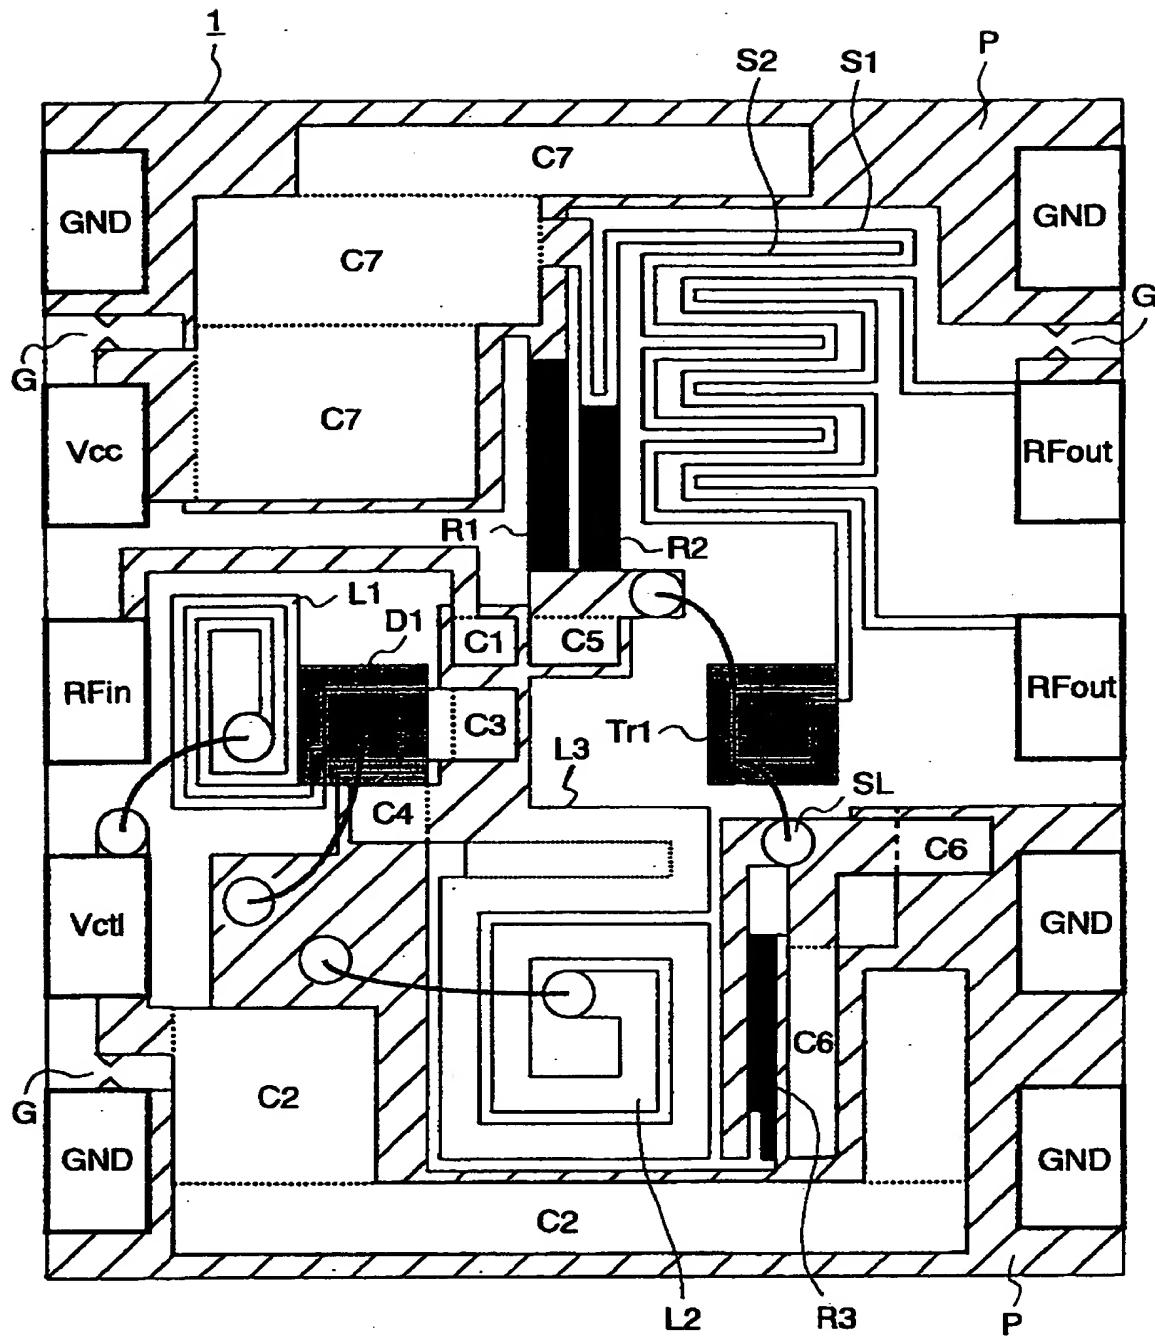 1
S2
S1
P
C7
GND
GND
C7
G
G
C7
Vcc
RFout
R1
R2
L1
D1
C1
C5
RFin
C3
Tr1
RFout
L3
SL
C4
C6
Vctl
GND
C6
C2
G
GND
GND
C2
L2
R3
P